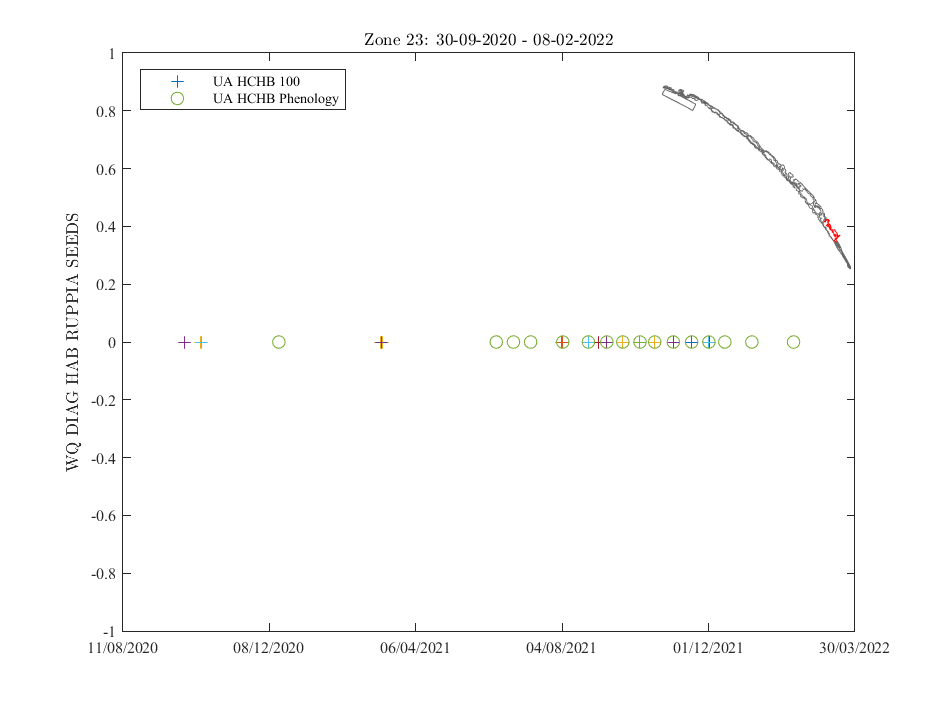 Zone 23: 30-09-2020 - 08-02-2022
UA HCHB 100
UA HCHB Phenology
WQ DIAG HAB RUPPIA SEEDS
1
0.8
0.6
0.4
0.2
0
-0.2
-0.4
-0.6
-0.8
-1
11/08/2020 08/12/2020 06/04/2021 04/08/2021 01/12/2021 30/03/2022